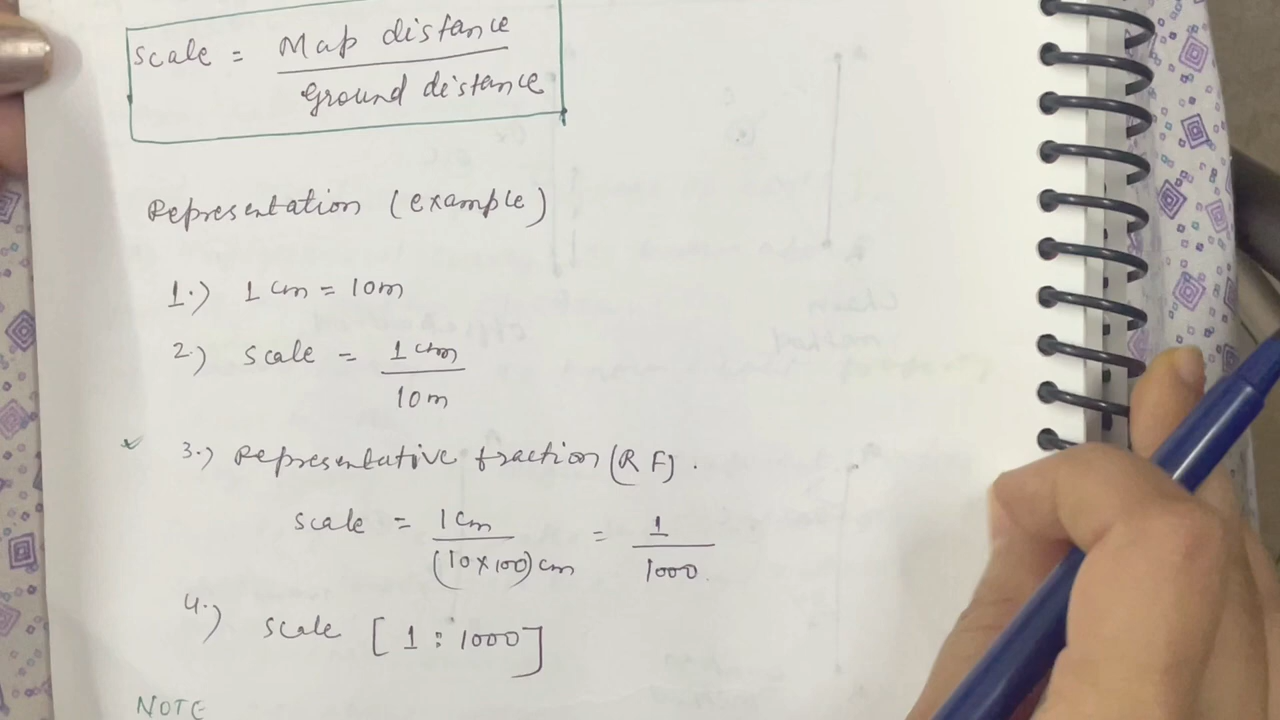 Scale = Map distance
Ground distance
Representation (example)
1.) 1 cm = 10m
2.) Scale = 1 cm
10 m
3.) Representative fraction (R F).
Scale = 1 cm = 1
(10×100) cm 1000.
4.) Scale [1 : 1000]
NOTE